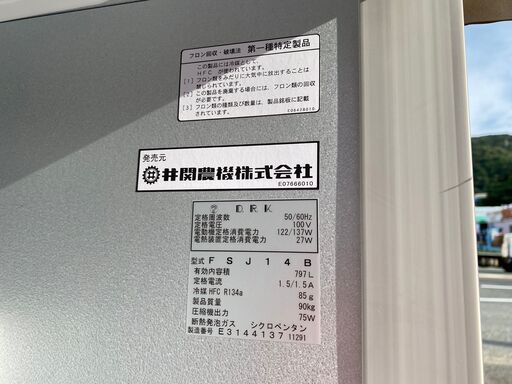 フロン回収・破壊法 第一種特定製品
この製品には冷媒として、
HFC が使われています。
[1] フロン類をみだりに大気中に放出することは
禁じられています。
[2] この製品を廃棄する場合には、フロン類の回収
が必要です。
[3] フロン類の種類及び数量は、製品銘板に記載
されています。
E06478010
発売元
井関農機株式会社
E07666010
② DRK
定格周波数 50/60Hz
定格電圧 100V
電動機定格消費電力 122/137W
電熱装置定格消費電力 27W
型式 FSJ14B
有効内容積 797L
定格電流 1.5/1.5A
冷媒 HFC R134a 85g
製品質量 90kg
圧縮機出力 75W
断熱発泡ガス シクロペンタン
製造番号 E3144137 11291